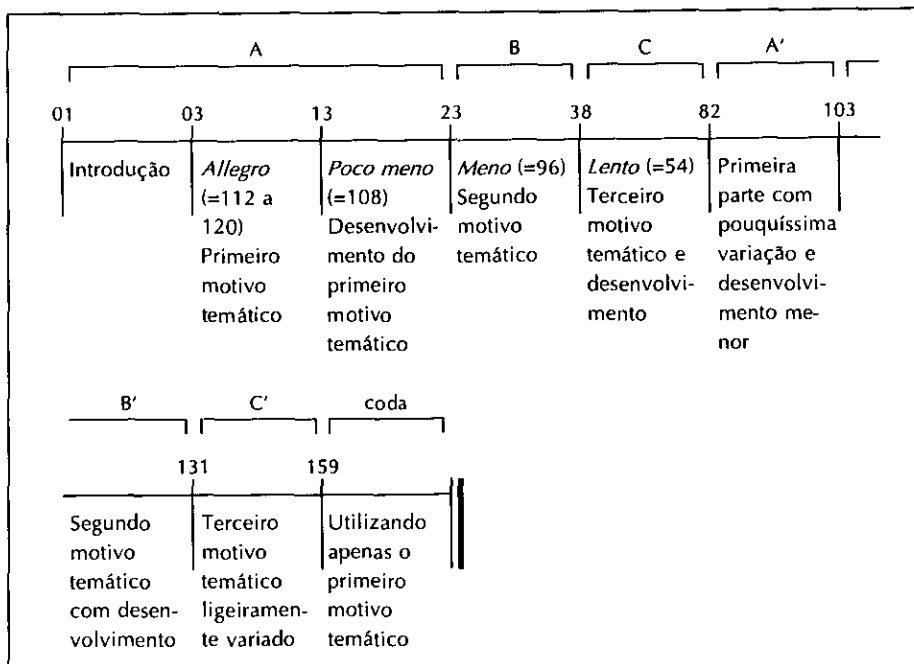 A B C A'
01 03 13 23 38 82 103
Introdução
Allegro
(=112 a
120)
Primeiro
motivo
temático
Poco meno
(=108)
Desenvolvi-
mento do
primeiro
motivo
temático
Meno (=96)
Segundo
motivo
temático
Lento (=54)
Terceiro
motivo
temático e
desenvolvi-
mento
Primeira
parte com
pouquíssima
variação e
desenvolvi-
mento me-
nor
B' C' coda
131 159
Segundo
motivo
temático
com desen-
volvimento
Terceiro
motivo
temático
ligeiramen-
te variado
Utilizando
apenas o
primeiro
motivo
temático